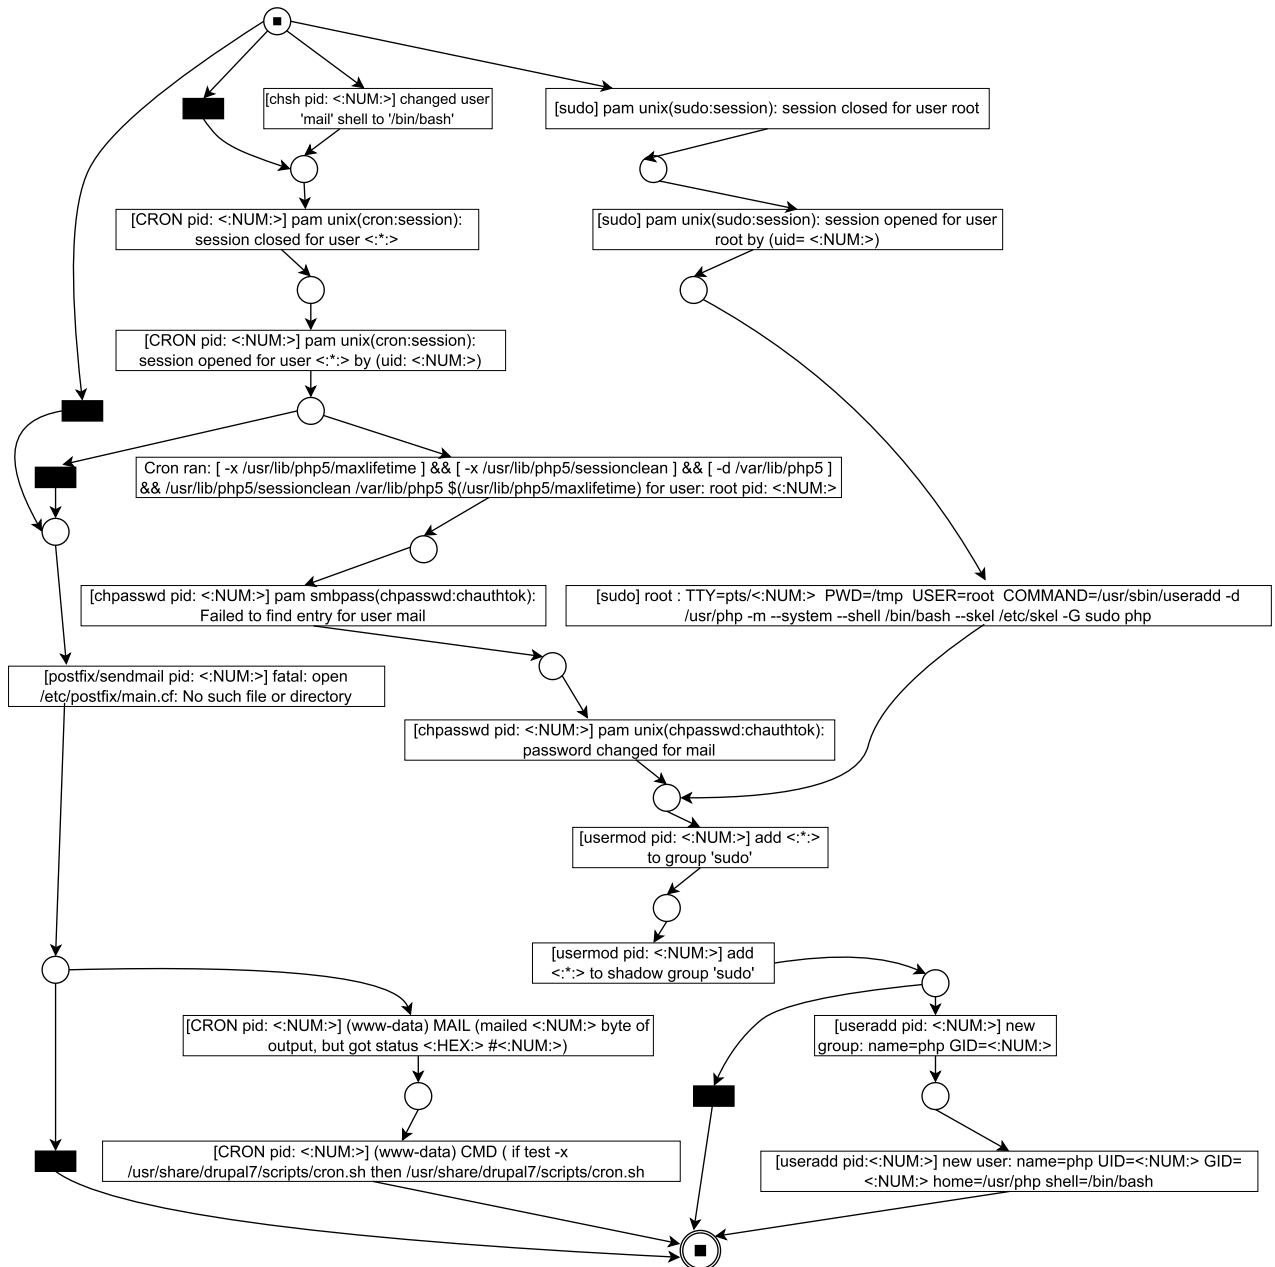 [chsh pid: <:NUM:>] changed user
'mail' shell to '/bin/bash'
[sudo] pam unix(sudo:session): session closed for user root
[CRON pid: <:NUM:>] pam unix(cron:session):
session closed for user <:*:>
[sudo] pam unix(sudo:session): session opened for user
root by (uid= <:NUM:>)
[CRON pid: <:NUM:>] pam unix(cron:session):
session opened for user <:*:> by (uid: <:NUM:>)
Cron ran: [ -x /usr/lib/php5/maxlifetime ] && [ -x /usr/lib/php5/sessionclean ] && [ -d /var/lib/php5 ]
&& /usr/lib/php5/sessionclean /var/lib/php5 $(/usr/lib/php5/maxlifetime) for user: root pid: <:NUM:>
[chpasswd pid: <:NUM:>] pam smbpass(chpasswd:chauthtok):
Failed to find entry for user mail
[sudo] root : TTY=pts/<:NUM:> PWD=/tmp USER=root COMMAND=/usr/sbin/useradd -d
/usr/php -m --system --shell /bin/bash --skel /etc/skel -G sudo php
[postfix/sendmail pid: <:NUM:>] fatal: open
/etc/postfix/main.cf: No such file or directory
[chpasswd pid: <:NUM:>] pam unix(chpasswd:chauthtok):
password changed for mail
[usermod pid: <:NUM:>] add <:*:>
to group 'sudo'
[usermod pid: <:NUM:>] add
<:*:> to shadow group 'sudo'
[CRON pid: <:NUM:>] (www-data) MAIL (mailed <:NUM:> byte of
output, but got status <:HEX:> #<:NUM:>)
[useradd pid: <:NUM:>] new
group: name=php GID=<:NUM:>
[CRON pid: <:NUM:>] (www-data) CMD ( if test -x
/usr/share/drupal7/scripts/cron.sh then /usr/share/drupal7/scripts/cron.sh
[useradd pid:<:NUM:>] new user: name=php UID=<:NUM:> GID=
<:NUM:> home=/usr/php shell=/bin/bash